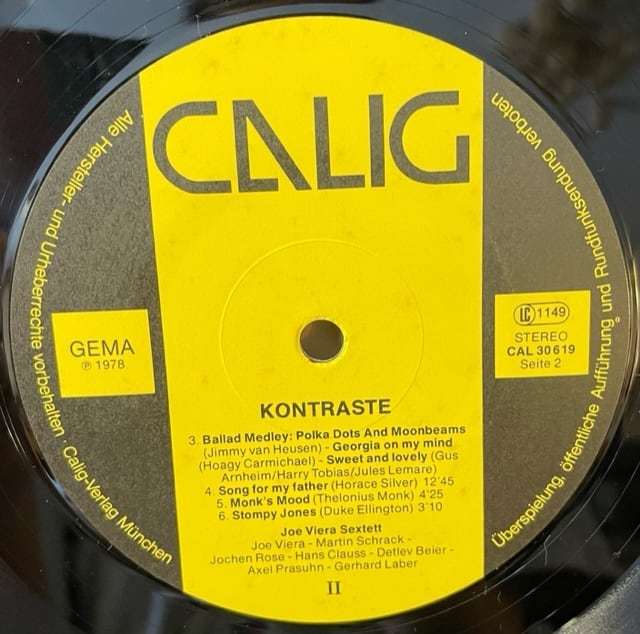 CALIG
Alle Hersteller- und Urheberrechte vorbehalten · Calig-Verlag München
Überspielung, öffentliche Aufführung und Rundfunksendung verboten
GEMA
℗ 1978
LC 1149
STEREO
CAL 30619
Seite 2
KONTRASTE
3. Ballad Medley: Polka Dots And Moonbeams
(Jimmy van Heusen) - Georgia on my mind
(Hoagy Carmichael) - Sweet and lovely (Gus
Arnheim/Harry Tobias/Jules Lemare)
4. Song for my father (Horace Silver) 12'45
5. Monk's Mood (Thelonius Monk) 4'25
6. Stompy Jones (Duke Ellington) 3'10
Joe Viera Sextett
Joe Viera - Martin Schrack -
Jochen Rose - Hans Clauss - Detlev Beier -
Axel Prasuhn - Gerhard Laber
II